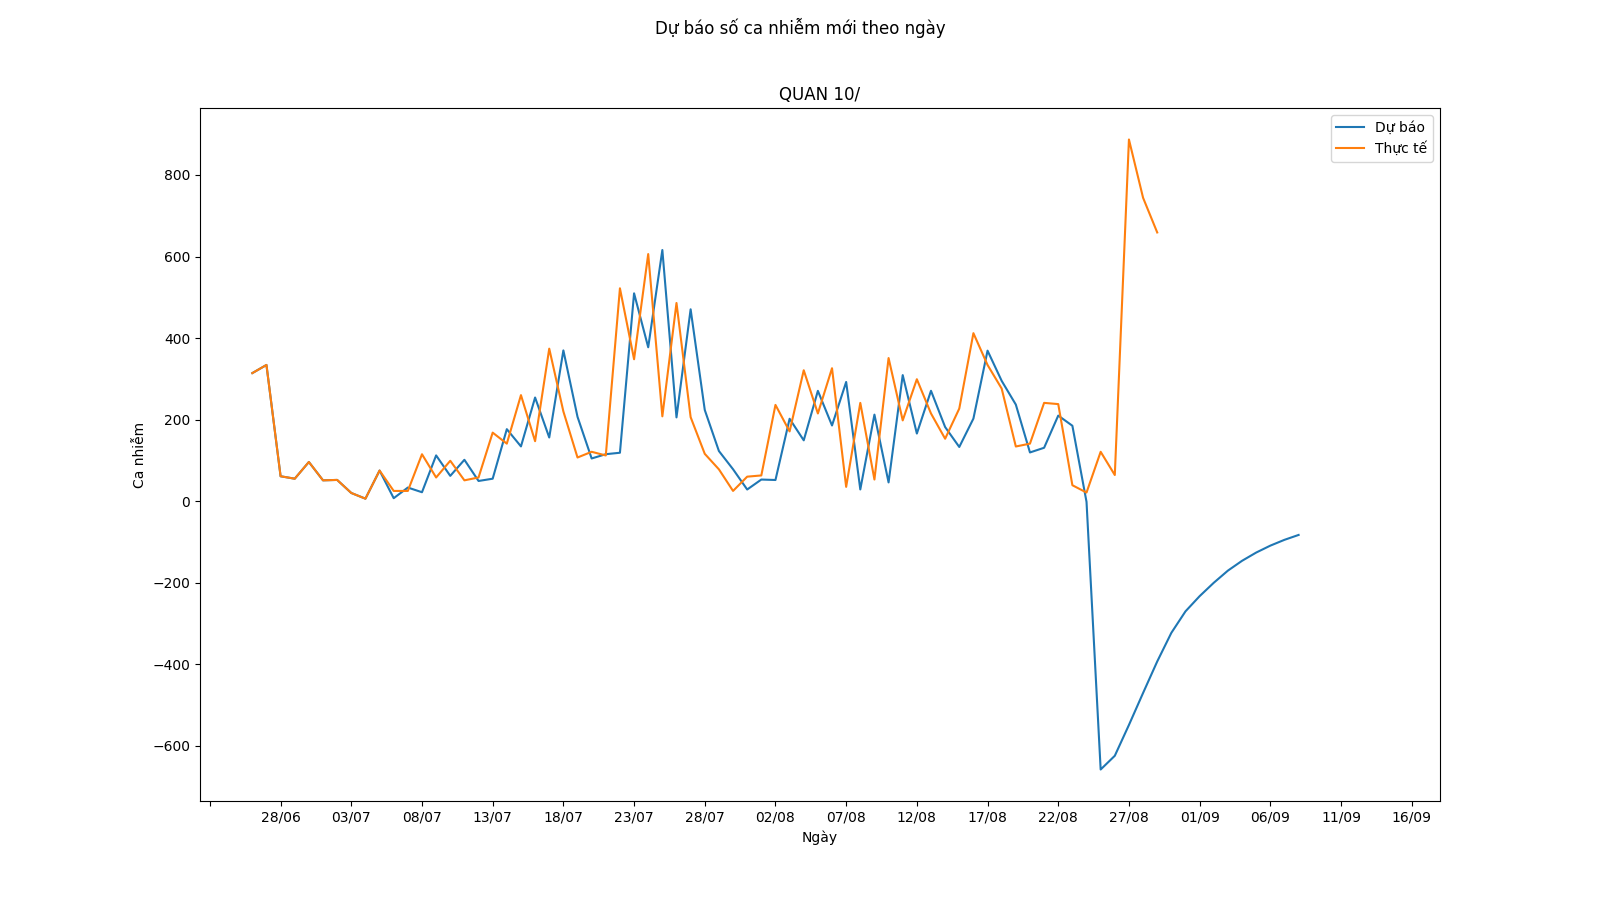 Dự báo số ca nhiễm mới theo ngày
QUAN 10/
Dự báo
Thực tế
800
600
400
200
0
−200
−400
−600
Ca nhiễm
28/06 03/07 08/07 13/07 18/07 23/07 28/07 02/08 07/08 12/08 17/08 22/08 27/08 01/09 06/09 11/09 16/09
Ngày